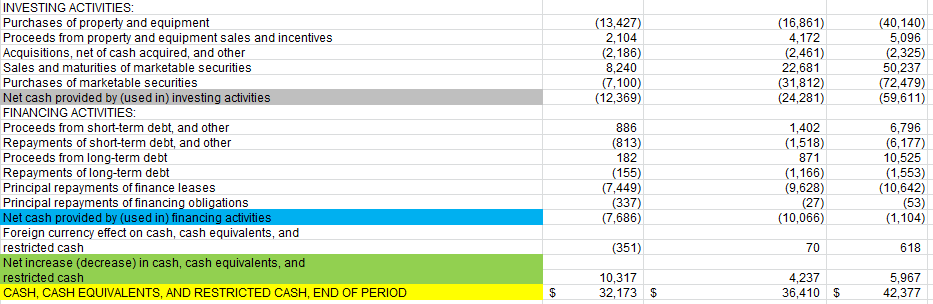 INVESTING ACTIVITIES:
Purchases of property and equipment (13,427) (16,861) (40,140)
Proceeds from property and equipment sales and incentives 2,104 4,172 5,096
Acquisitions, net of cash acquired, and other (2,186) (2,461) (2,325)
Sales and maturities of marketable securities 8,240 22,681 50,237
Purchases of marketable securities (7,100) (31,812) (72,479)
Net cash provided by (used in) investing activities (12,369) (24,281) (59,611)
FINANCING ACTIVITIES:
Proceeds from short-term debt, and other 886 1,402 6,796
Repayments of short-term debt, and other (813) (1,518) (6,177)
Proceeds from long-term debt 182 871 10,525
Repayments of long-term debt (155) (1,166) (1,553)
Principal repayments of finance leases (7,449) (9,628) (10,642)
Principal repayments of financing obligations (337) (27) (53)
Net cash provided by (used in) financing activities (7,686) (10,066) (1,104)
Foreign currency effect on cash, cash equivalents, and
restricted cash (351) 70 618
Net increase (decrease) in cash, cash equivalents, and
restricted cash 10,317 4,237 5,967
CASH, CASH EQUIVALENTS, AND RESTRICTED CASH, END OF PERIOD $ 32,173 $ 36,410 $ 42,377